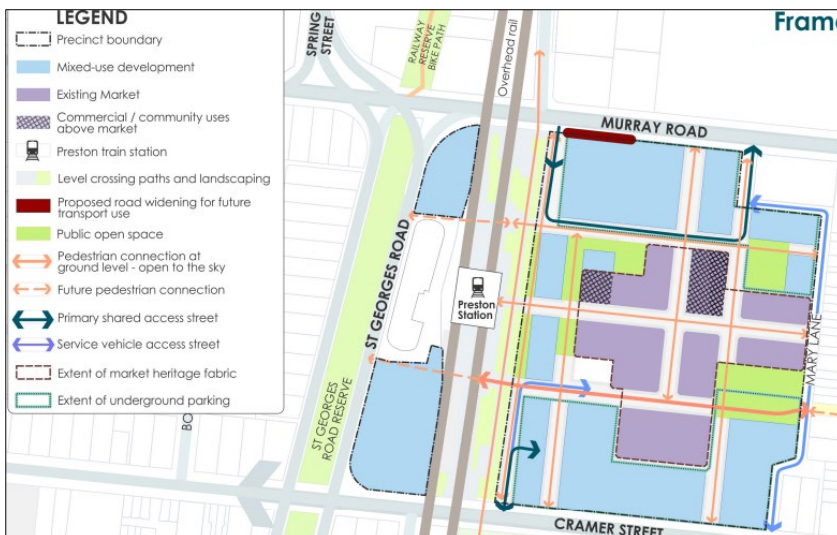 LEGEND
Precinct boundary
Mixed-use development
Existing Market
Commercial / community uses
above market
Preston train station
Level crossing paths and landscaping
Proposed road widening for future
transport use
Public open space
Pedestrian connection at
ground level - open to the sky
Future pedestrian connection
Primary shared access street
Service vehicle access street
Extent of market heritage fabric
Extent of underground parking
BO
SPRING
STREET
RAILWAY
RESERVE
BIKE PATH
Overhead rail
Frame
MURRAY ROAD
ST GEORGES ROAD
Preston
Station
MARY LANE
ST GEORGES
ROAD RESERVE
CRAMER STREET